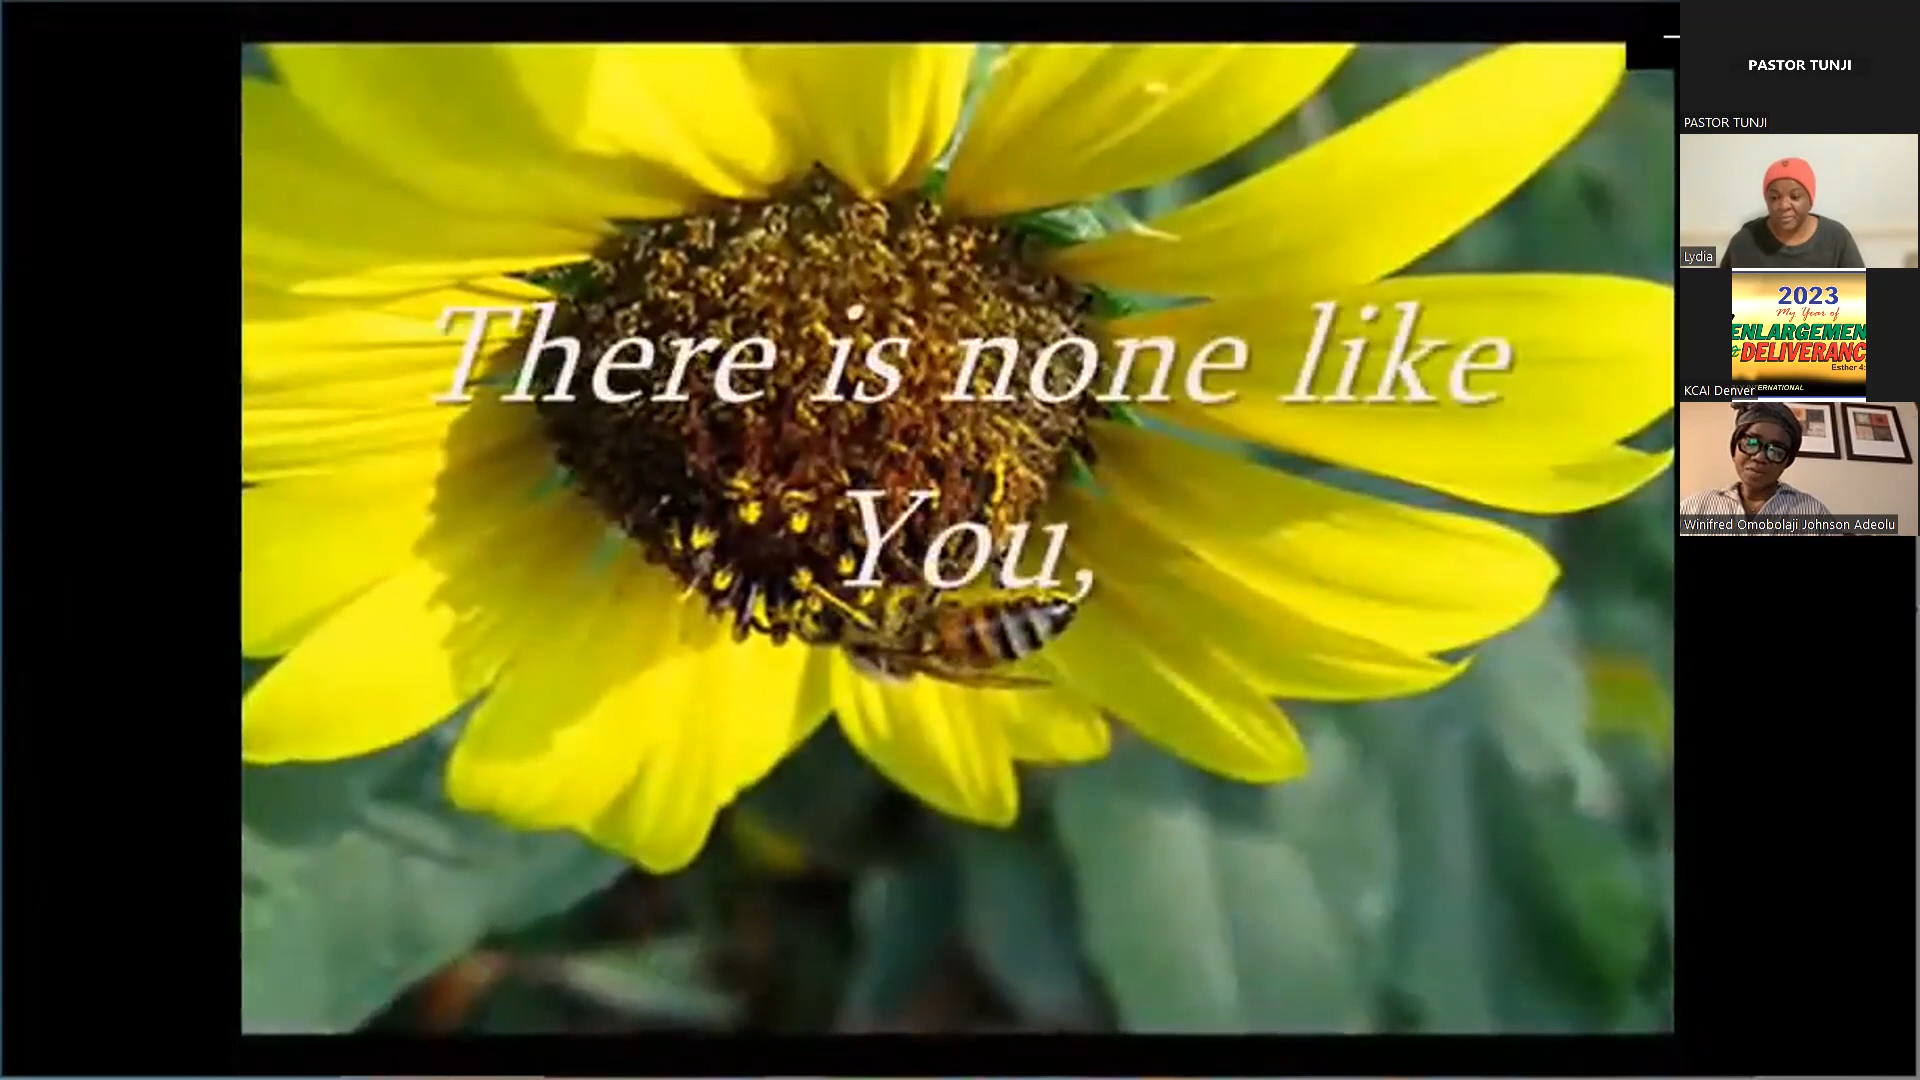 There is none like
You,
PASTOR TUNJI
PASTOR TUNJI
Lydia
2023
My Year of
ENLARGEMEN
DELIVERANC
Esther 4:
ERNATIONAL
KCAI Denver
Winifred Omobolaji Johnson Adeolu